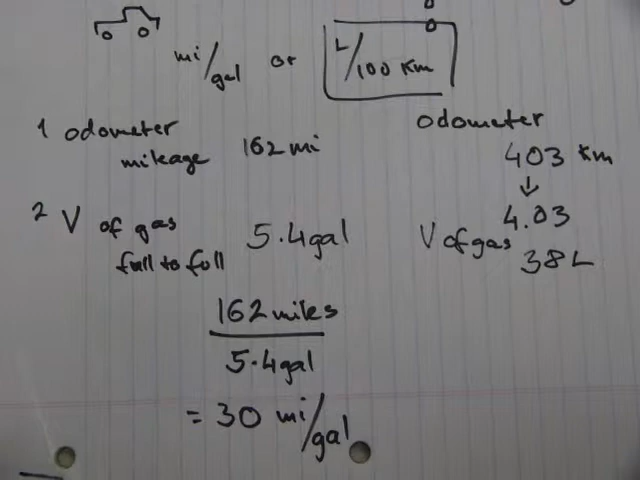 mi/gal or L/100 Km
1 odometer mileage 162 mi
2 V of gas full to full 5.4gal
162 miles
5.4gal
= 30 mi/gal
odometer
403 Km
↓
4.03
V of gas
38 L